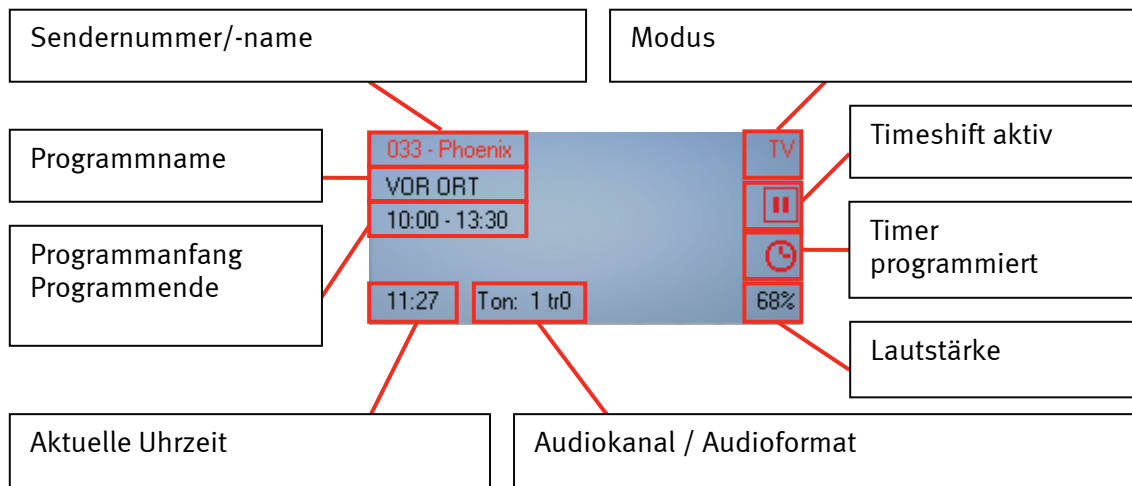 Sendernummer/-name
Modus
Programmname
033 - Phoenix
TV
Timeshift aktiv
VOR ORT
10:00 - 13:30
Programmanfang
Programmende
Timer
programmiert
11:27
Ton: 1 tr0
68%
Lautstärke
Aktuelle Uhrzeit
Audiokanal / Audioformat